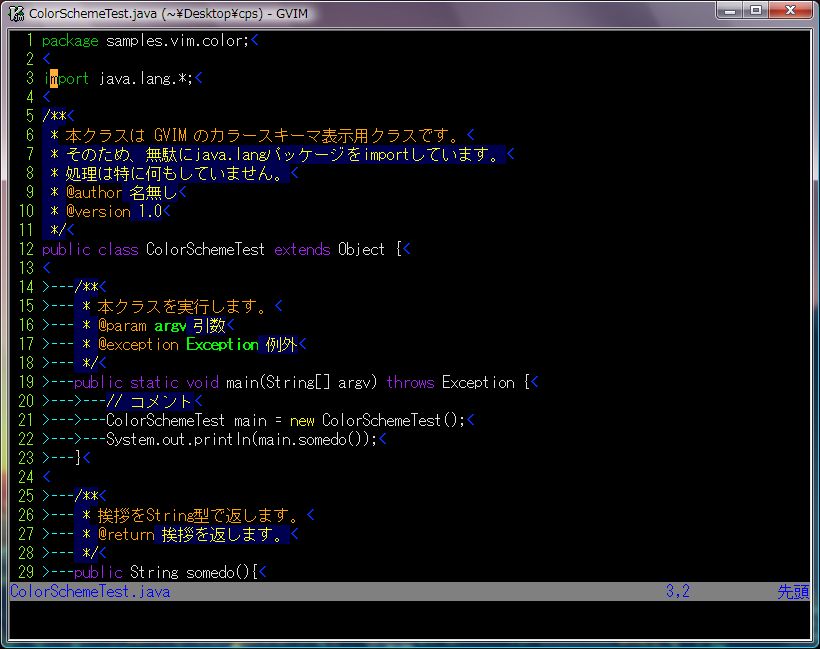 ColorSchemeTest.java (~¥Desktop¥cps) - GVIM
1 package samples.vim.color;<
2 <
3 import java.lang.*;<
4 <
5 /**<
6  * 本クラスは GVIM のカラースキーマ表示用クラスです。<
7  * そのため、無駄にjava.langパッケージをimportしています。<
8  * 処理は特に何もしていません。<
9  * @author 名無し<
10  * @version 1.0<
11  */<
12 public class ColorSchemeTest extends Object {<
13 <
14 >---/**<
15 >--- * 本クラスを実行します。<
16 >--- * @param argv 引数<
17 >--- * @exception Exception 例外<
18 >--- */<
19 >---public static void main(String[] argv) throws Exception {<
20 >--->---// コメント<
21 >--->---ColorSchemeTest main = new ColorSchemeTest();<
22 >--->---System.out.println(main.somedo());<
23 >---}<
24 <
25 >---/**<
26 >--- * 挨拶をString型で返します。<
27 >--- * @return 挨拶を返します。<
28 >--- */<
29 >---public String somedo(){<
ColorSchemeTest.java 3,2 先頭